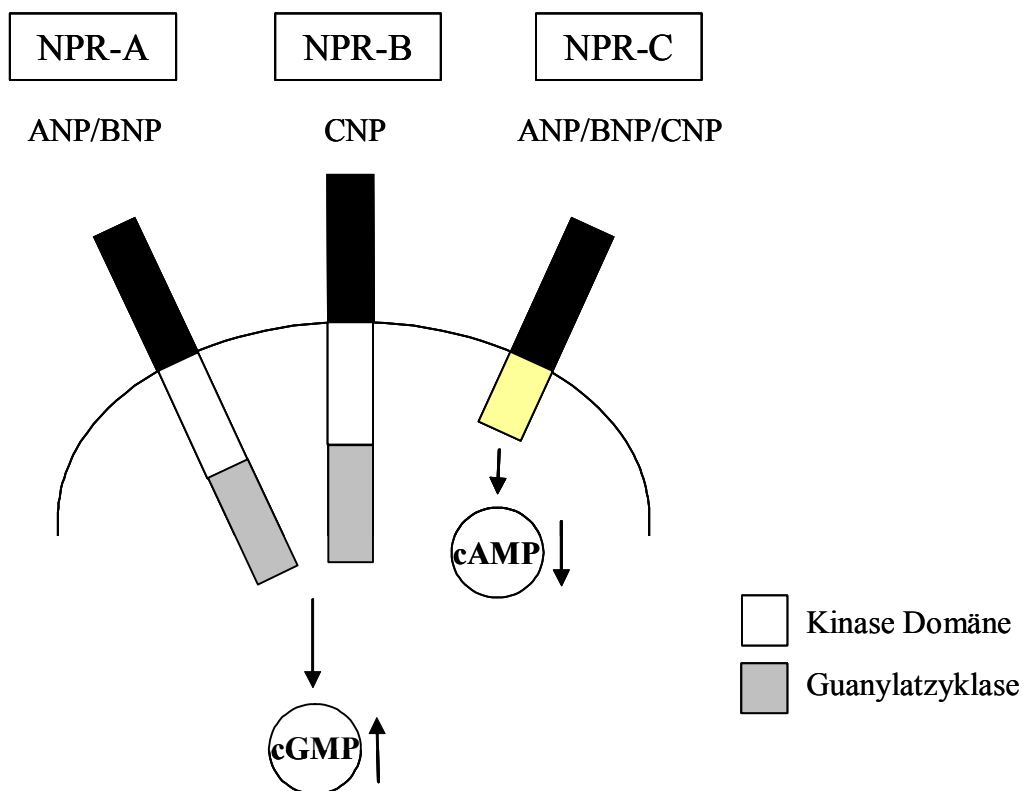 NPR-A
NPR-B
NPR-C
ANP/BNP
CNP
ANP/BNP/CNP
cAMP
Kinase Domäne
Guanylatzyklase
cGMP